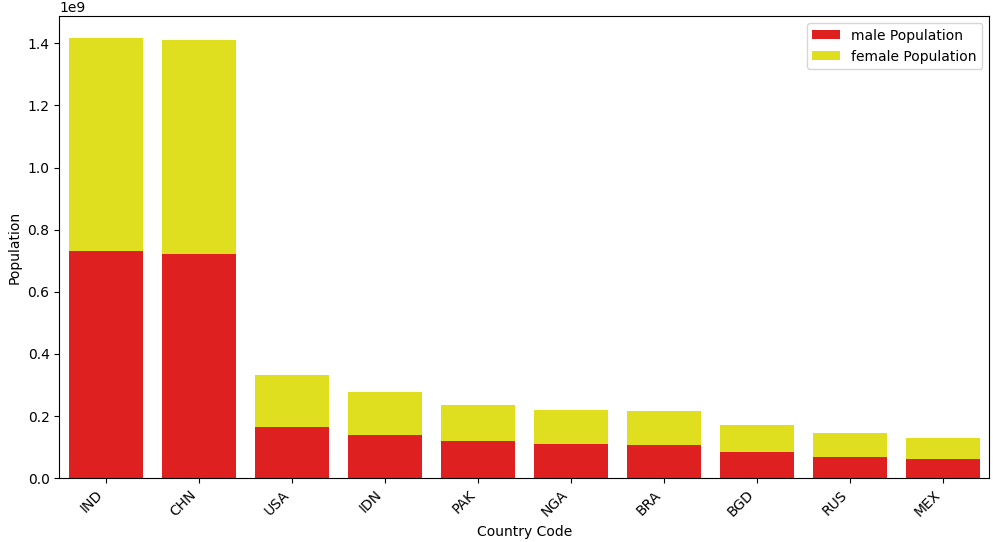 1e9
male Population
female Population
1.4
1.2
1.0
0.8
0.6
0.4
0.2
0.0
Population
IND CHN USA IDN PAK NGA BRA BGD RUS MEX
Country Code